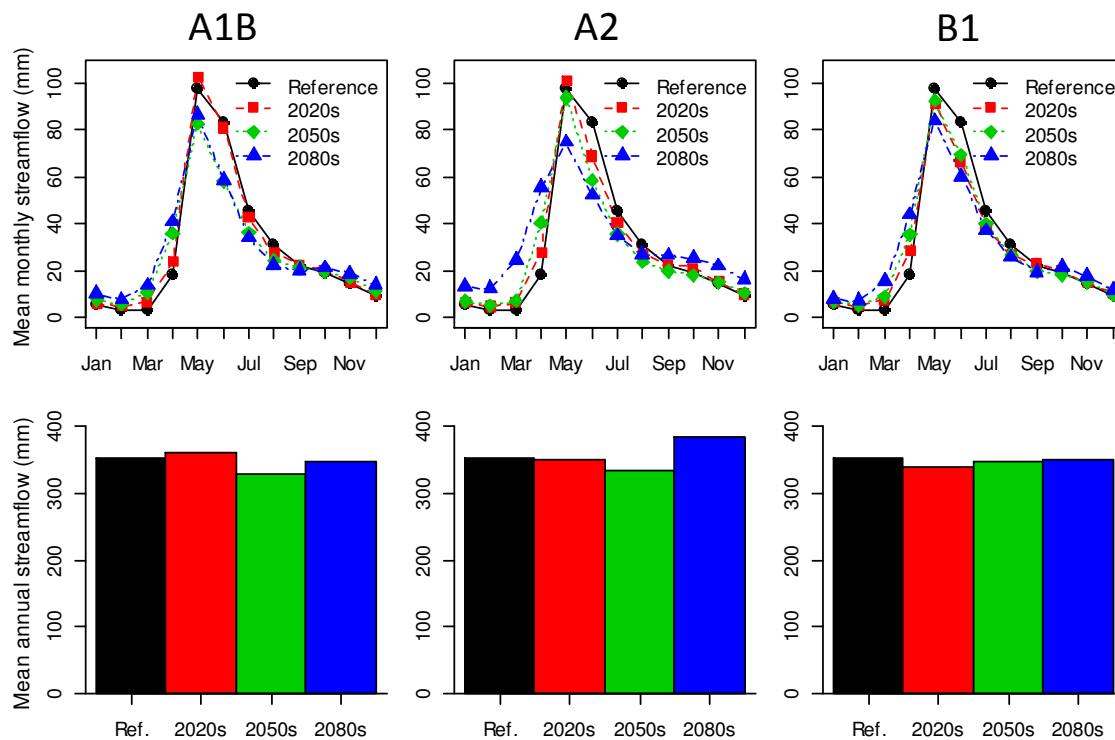 A1B
A2
B1
Mean monthly streamflow (mm)
100
80
60
40
20
0
Reference
2020s
2050s
2080s
Jan Mar May Jul Sep Nov
100
80
60
40
20
0
Reference
2020s
2050s
2080s
Jan Mar May Jul Sep Nov
100
80
60
40
20
0
Reference
2020s
2050s
2080s
Jan Mar May Jul Sep Nov
Mean annual streamflow (mm)
400
300
200
100
0
Ref. 2020s 2050s 2080s
400
300
200
100
0
Ref. 2020s 2050s 2080s
400
300
200
100
0
Ref. 2020s 2050s 2080s